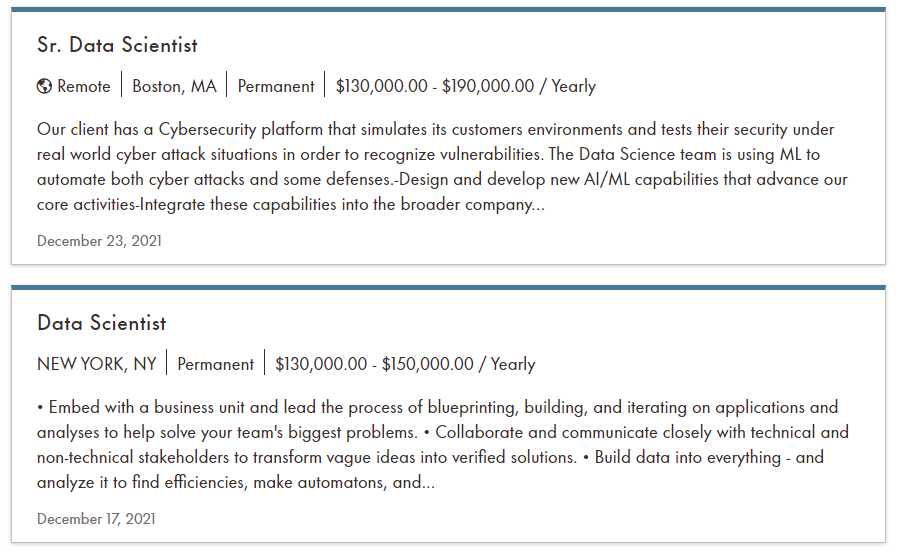 Sr. Data Scientist
Remote | Boston, MA | Permanent | $130,000.00 - $190,000.00 / Yearly
Our client has a Cybersecurity platform that simulates its customers environments and tests their security under
real world cyber attack situations in order to recognize vulnerabilities. The Data Science team is using ML to
automate both cyber attacks and some defenses.-Design and develop new AI/ML capabilities that advance our
core activities-Integrate these capabilities into the broader company...
December 23, 2021
Data Scientist
NEW YORK, NY | Permanent | $130,000.00 - $150,000.00 / Yearly
• Embed with a business unit and lead the process of blueprinting, building, and iterating on applications and
analyses to help solve your team's biggest problems. • Collaborate and communicate closely with technical and
non-technical stakeholders to transform vague ideas into verified solutions. • Build data into everything - and
analyze it to find efficiencies, make automatons, and...
December 17, 2021